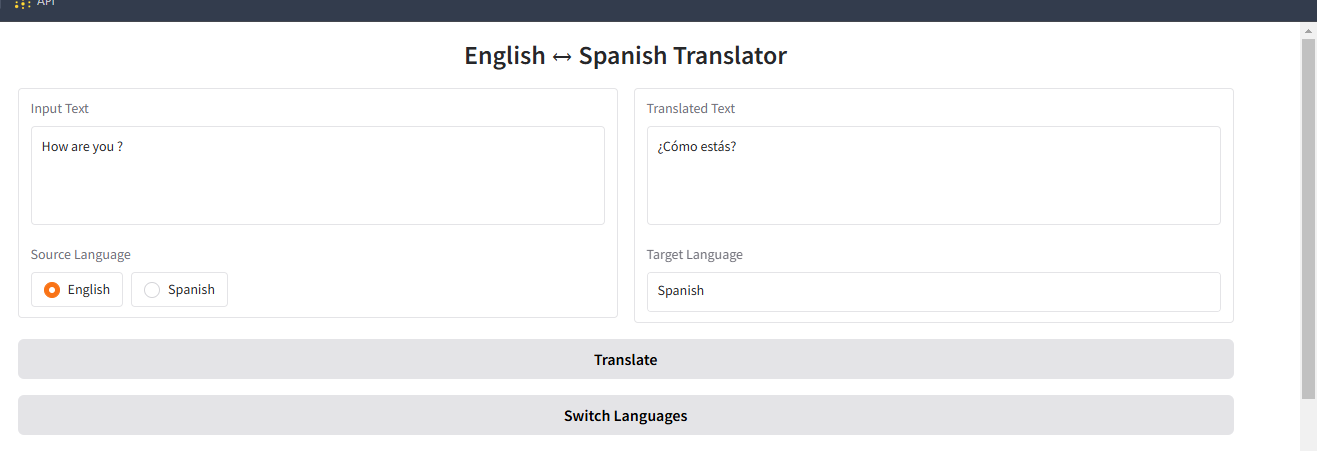 API
English ↔ Spanish Translator
Input Text
How are you ?
Source Language
English
Spanish
Translated Text
¿Cómo estás?
Target Language
Spanish
Translate
Switch Languages